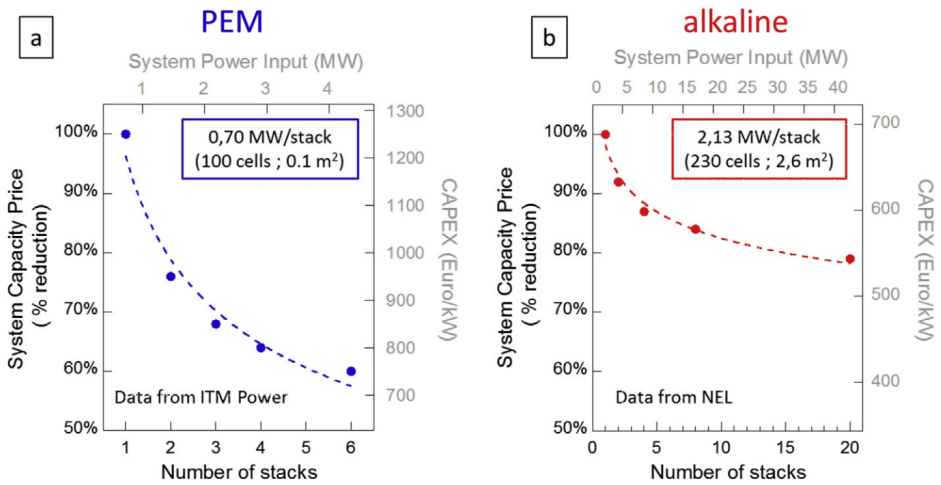 a
PEM
System Power Input (MW)
1 2 3 4
100%
90%
80%
70%
60%
50%
System Capacity Price
( % reduction)
0,70 MW/stack
(100 cells ; 0.1 m²)
Data from ITM Power
1300
1200
1100
1000
900
800
700
CAPEX (Euro/kW)
1 2 3 4 5 6
Number of stacks
b
alkaline
System Power Input (MW)
0 5 10 15 20 25 30 35 40
100%
90%
80%
70%
60%
50%
System Capacity Price
( % reduction)
2,13 MW/stack
(230 cells ; 2,6 m²)
Data from NEL
700
600
500
400
CAPEX (Euro/kW)
0 5 10 15 20
Number of stacks